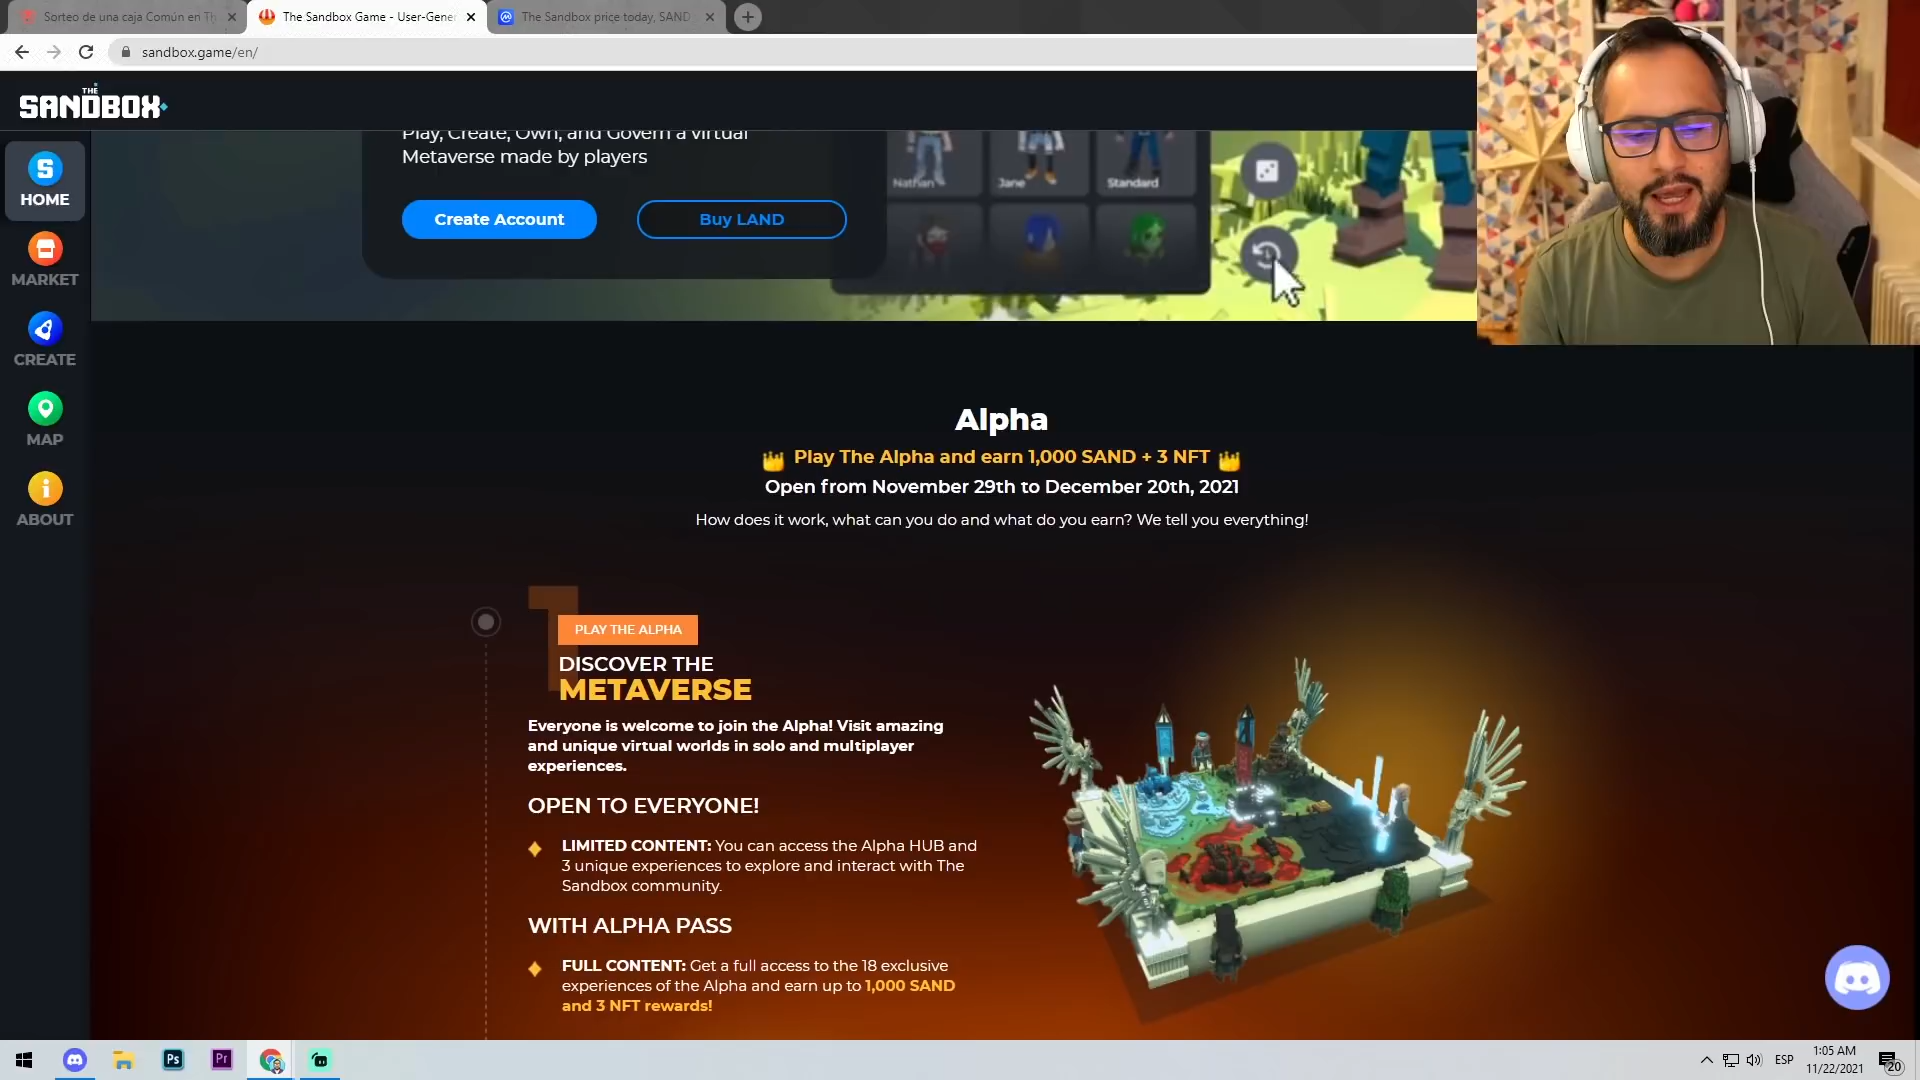 Sorteo de una caja Común en Th
The Sandbox Game - User-Gener
The Sandbox price today, SAND
sandbox.game/en/
THE
SANDBOX
HOME
MARKET
CREATE
MAP
ABOUT
Play, Create, Own, and Govern a virtual
Metaverse made by players
Create Account
Buy LAND
Nathan
Jane
Standard
Alpha
Play The Alpha and earn 1,000 SAND + 3 NFT
Open from November 29th to December 20th, 2021
How does it work, what can you do and what do you earn? We tell you everything!
1
PLAY THE ALPHA
DISCOVER THE
METAVERSE
Everyone is welcome to join the Alpha! Visit amazing
and unique virtual worlds in solo and multiplayer
experiences.
OPEN TO EVERYONE!
LIMITED CONTENT: You can access the Alpha HUB and
3 unique experiences to explore and interact with The
Sandbox community.
WITH ALPHA PASS
FULL CONTENT: Get a full access to the 18 exclusive
experiences of the Alpha and earn up to 1,000 SAND
and 3 NFT rewards!
Ps
Pr
ESP
1:05 AM
11/22/2021
20